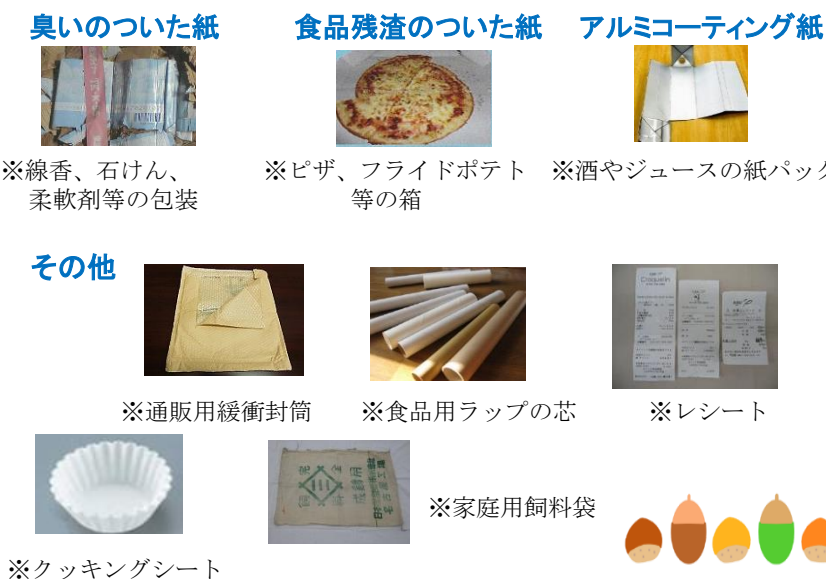 臭いのついた紙
食品残渣のついた紙
アルミコーティング紙
※線香、石けん、
柔軟剤等の包装
※ピザ、フライドポテト
等の箱
※酒やジュースの紙パック
その他
※通販用緩衝封筒
※食品用ラップの芯
※レシート
※家庭用飼料袋
※クッキングシート